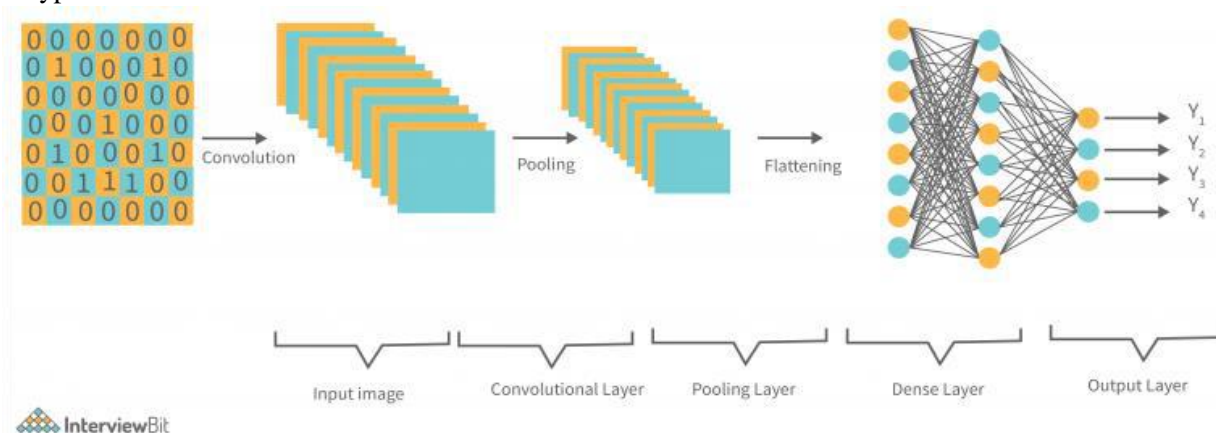 0 0 0 0 0 0 0
0 1 0 0 0 1 0
0 0 0 0 0 0 0
0 0 0 1 0 0 0
0 1 0 0 0 1 0
0 0 1 1 1 0 0
0 0 0 0 0 0 0
Convolution
Pooling
Flattening
Y1
Y2
Y3
Y4
Input image
Convolutional Layer
Pooling Layer
Dense Layer
Output Layer
InterviewBit